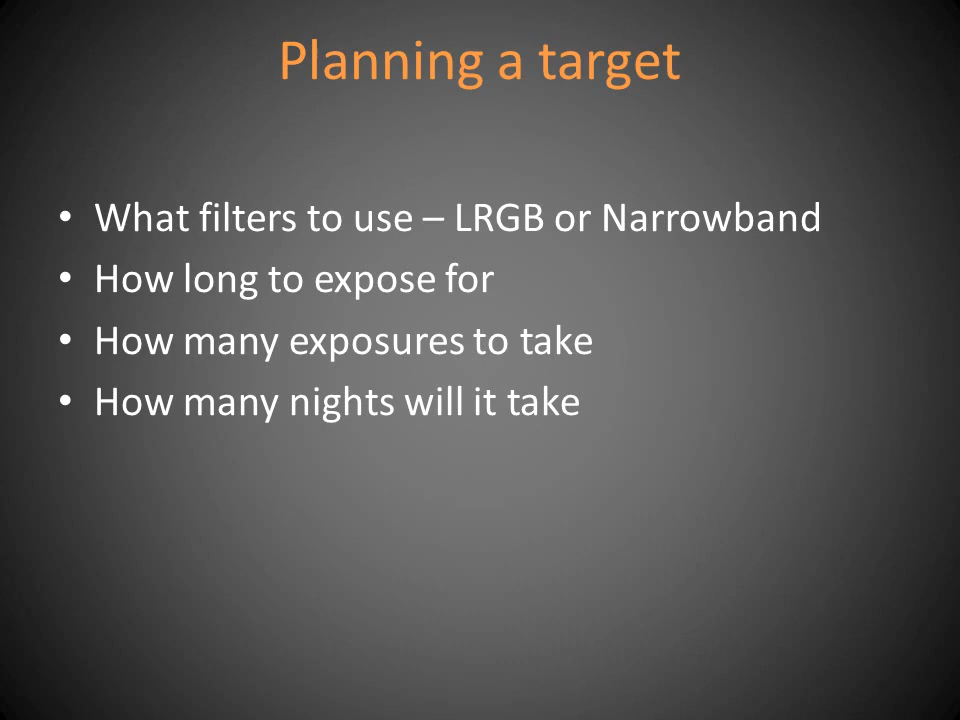 Planning a target
• What filters to use – LRGB or Narrowband
• How long to expose for
• How many exposures to take
• How many nights will it take